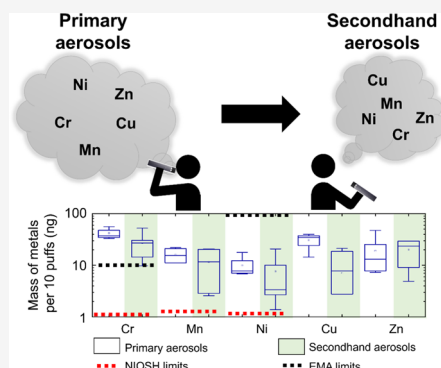 Primary
aerosols
Secondhand
aerosols
Ni
Zn
Cr
Cu
Mn
Cu
Mn
Ni
Zn
Cr
Mass of metals
per 10 puffs (ng)
100
10
1
Cr Mn Ni Cu Zn
Primary aerosols Secondhand aerosols
NIOSH limits EMA limits